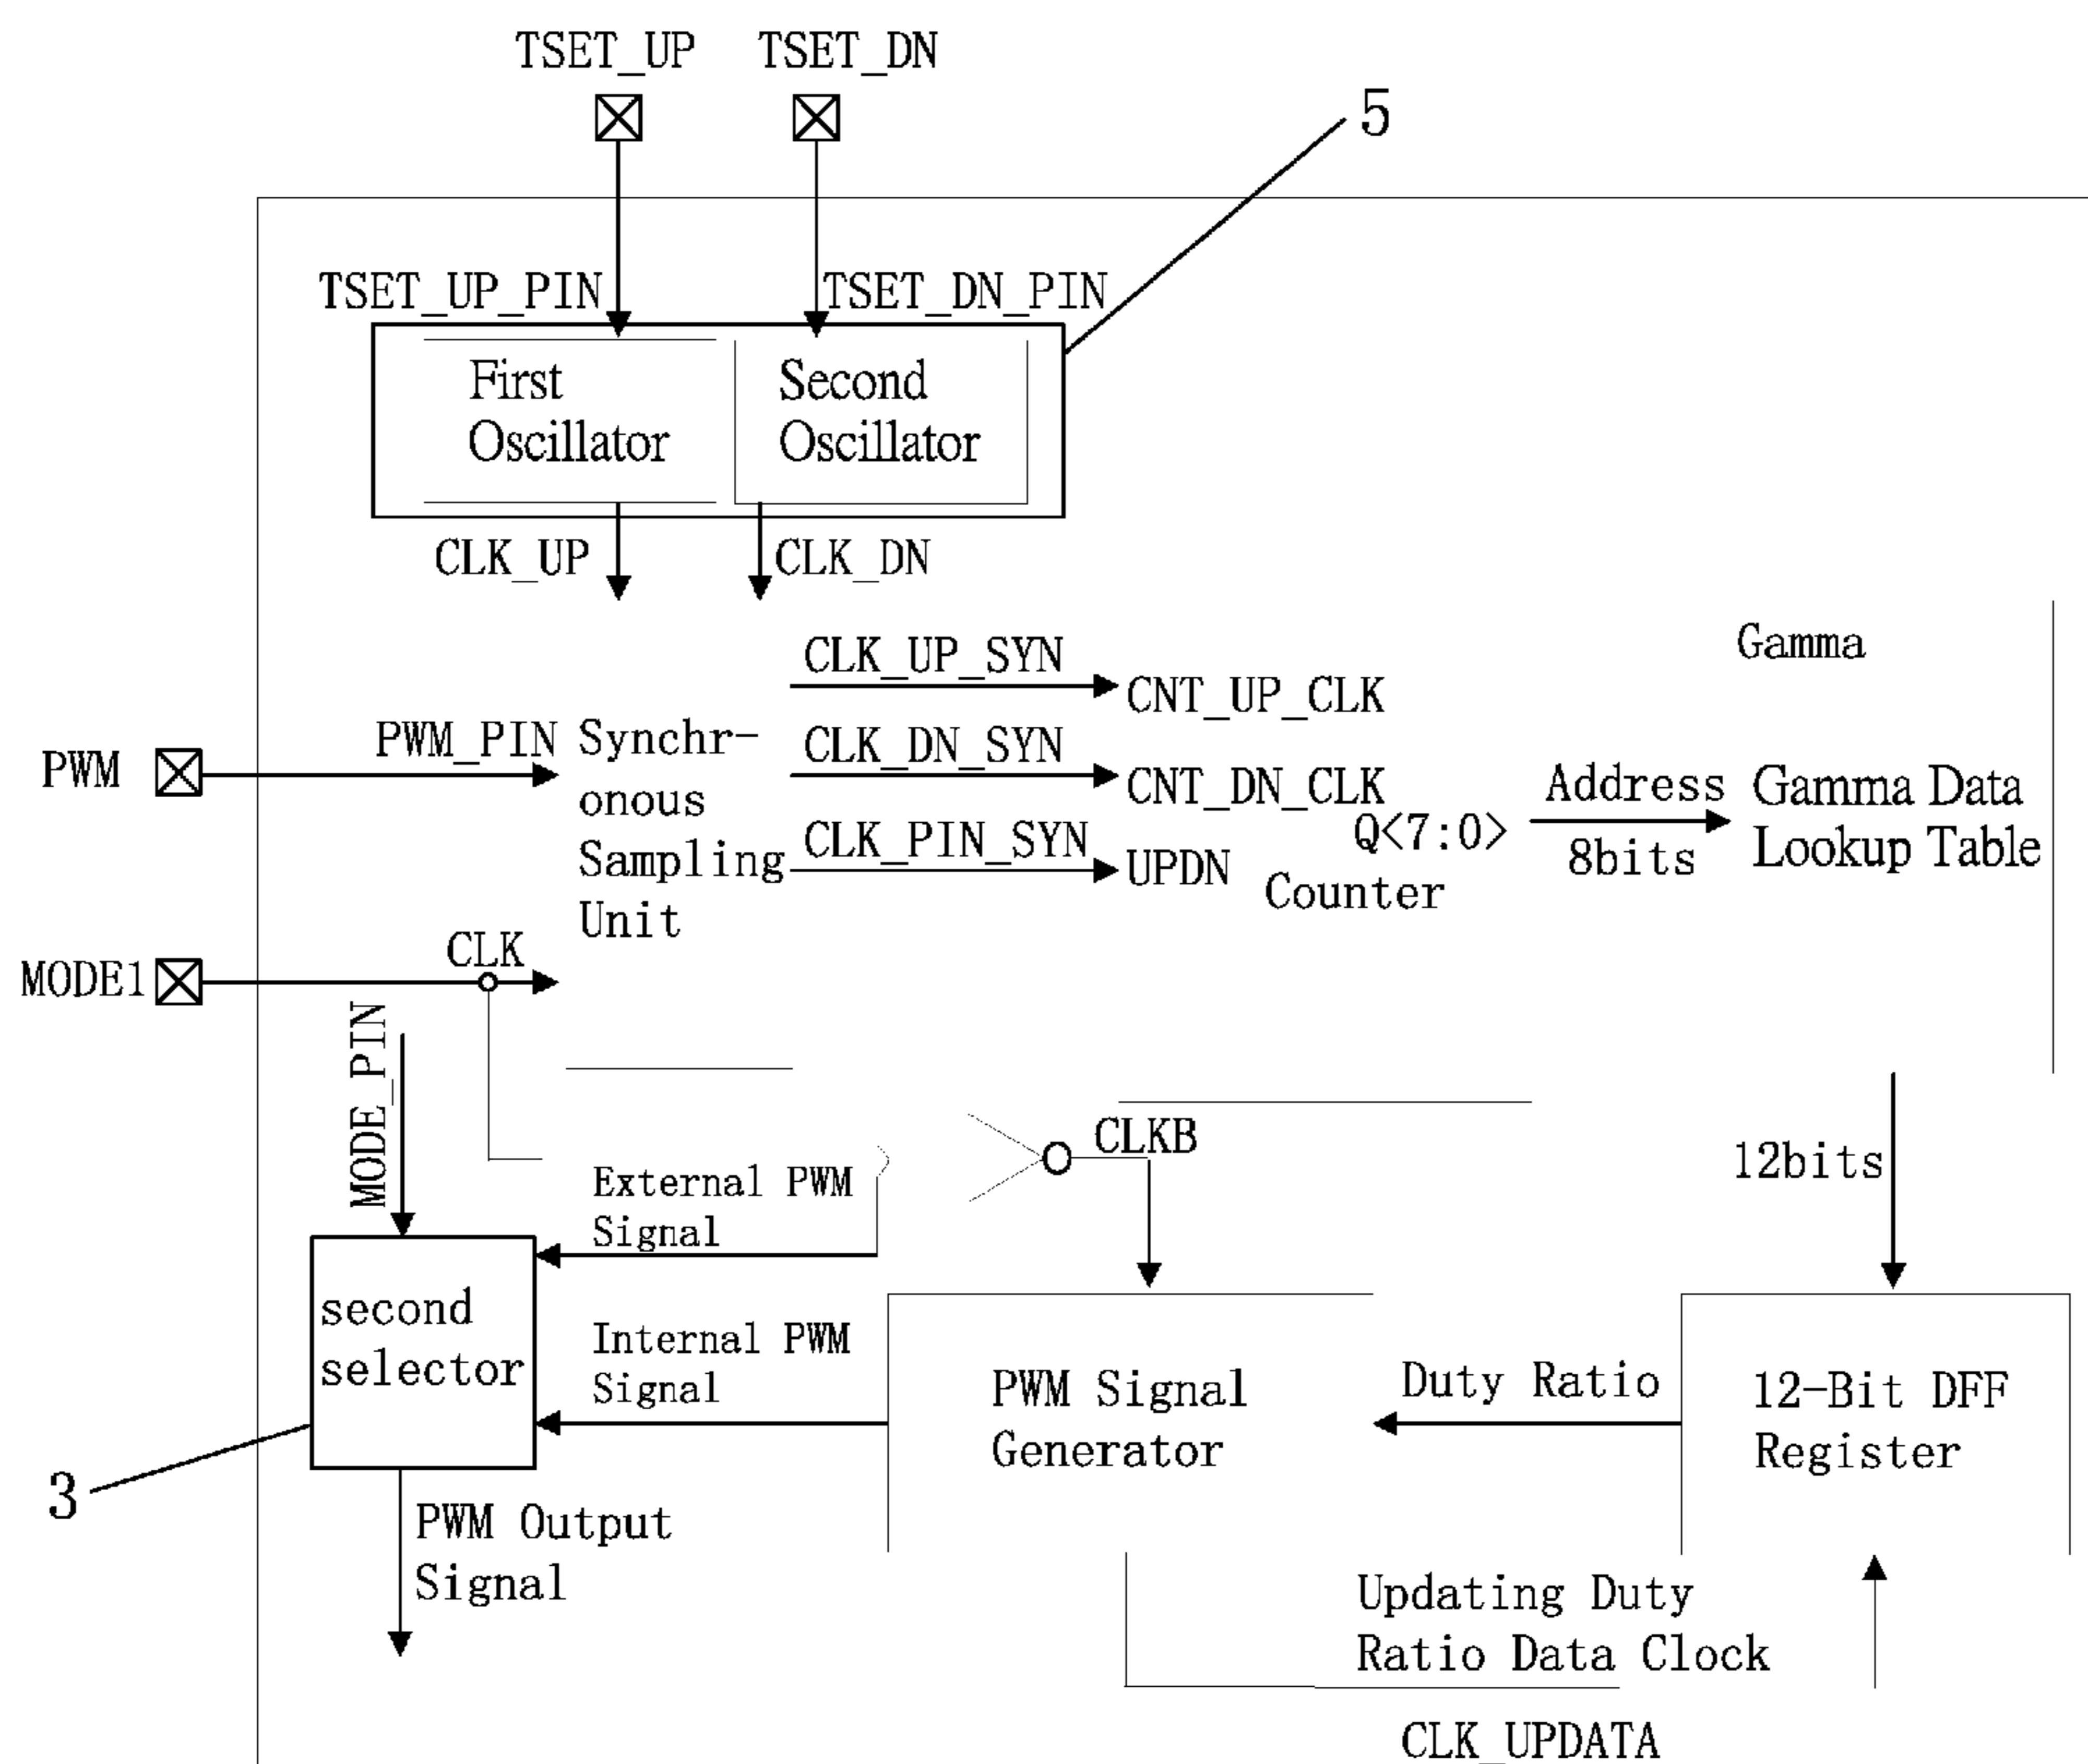 TSET_UP TSET_DN
5
TSET_UP_PIN TSET_DN_PIN
First
Oscillator
Second
Oscillator
CLK_UP CLK_DN
CLK_UP_SYN
CNT_UP_CLK
Gamma
PWM
PWM_PIN
Synchr-
onous
Sampling
Unit
CLK_DN_SYN
CNT_DN_CLK
Q<7:0>
CLK_PIN_SYN
UPDN
Counter
Address
8bits
Gamma Data
Lookup Table
MODE1
CLK
MODE_PIN
CLKB
12bits
External PWM
Signal
second
selector
Internal PWM
Signal
PWM Signal
Generator
Duty Ratio
12-Bit DFF
Register
3
PWM Output
Signal
Updating Duty
Ratio Data Clock
CLK_UPDATA